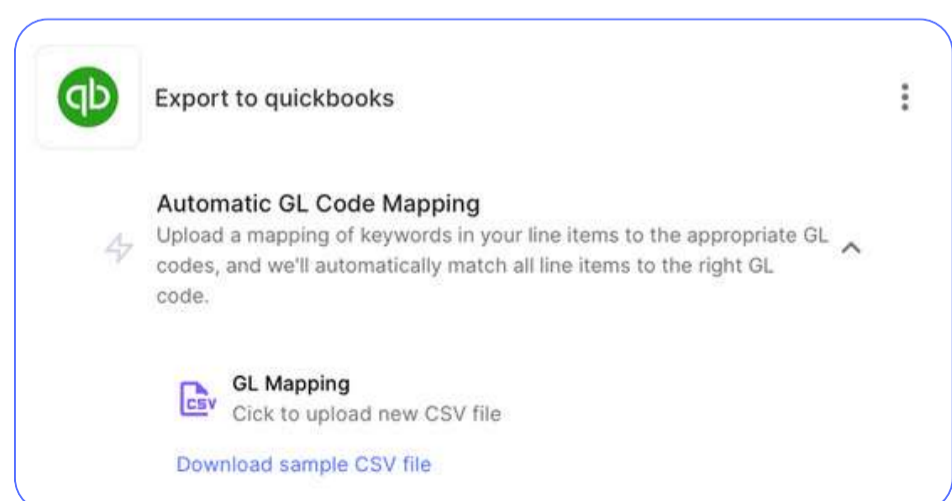 qb
Export to quickbooks
Automatic GL Code Mapping
Upload a mapping of keywords in your line items to the appropriate GL
codes, and we'll automatically match all line items to the right GL
code.
GL Mapping
CSV
Cick to upload new CSV file
Download sample CSV file